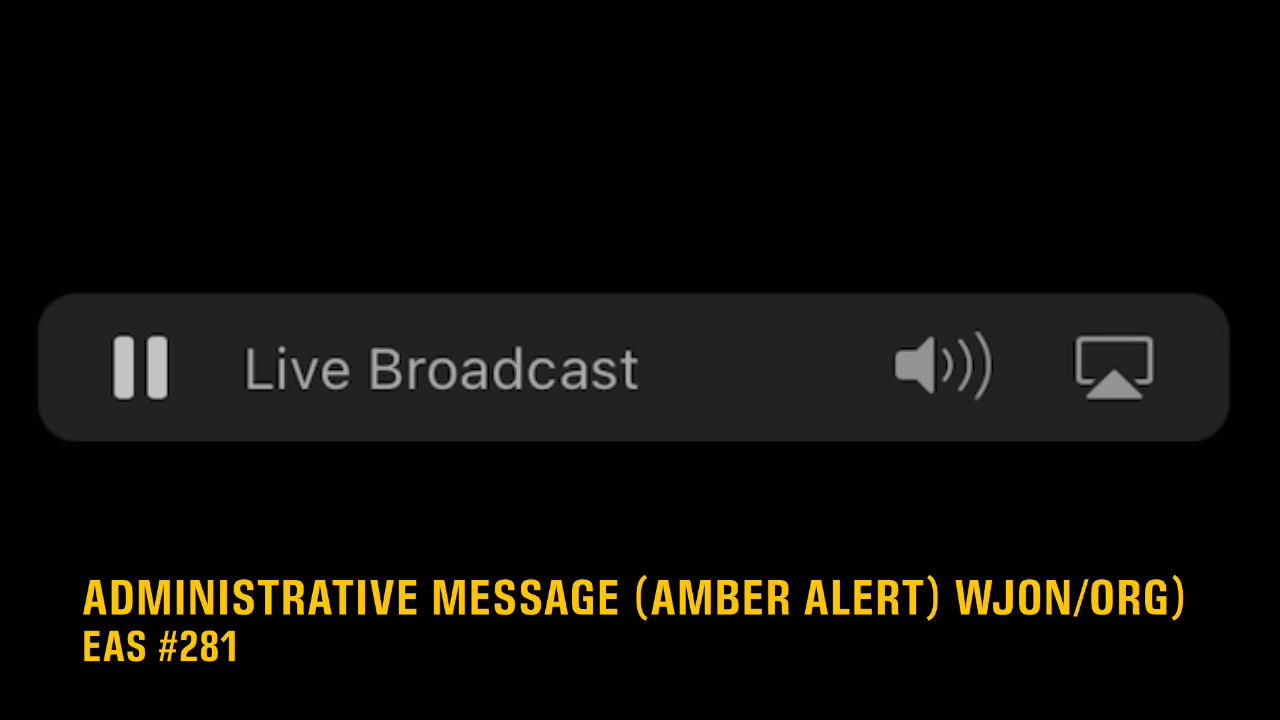 Live Broadcast
ADMINISTRATIVE MESSAGE (AMBER ALERT) WJON/ORG)
EAS #281